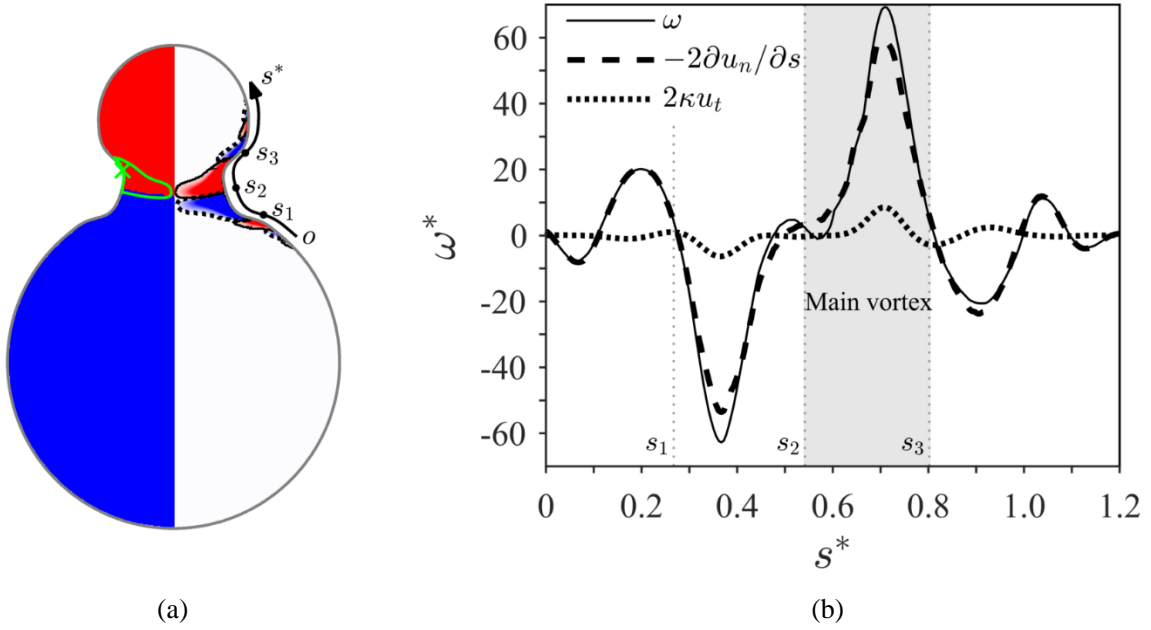 s*
s₃
s₂
s₁
o
(a)
ω
−2∂uₙ/∂s
2κuₜ
60
40
20
0
-20
-40
-60
ω*
Main vortex
s₁
s₂
s₃
0 0.2 0.4 0.6 0.8 1.0 1.2
s*
(b)